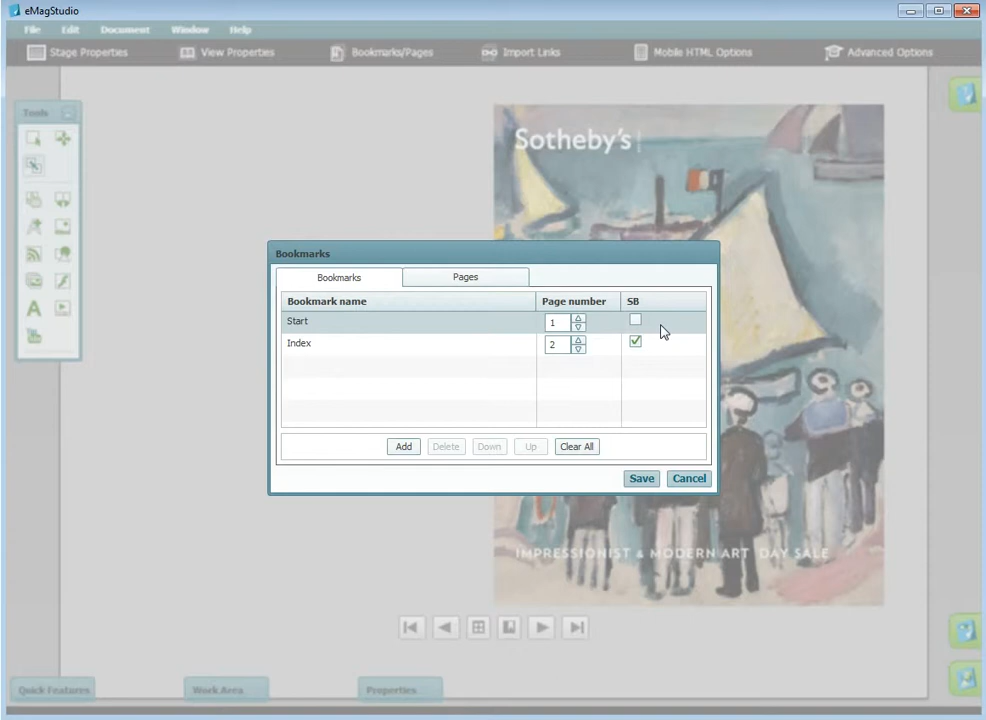 eMagStudio
File Edit Document Window Help
Stage Properties View Properties Bookmarks/Pages Import Links Mobile HTML Options Advanced Options
Tools
Sotheby's
Bookmarks
Bookmarks Pages
Bookmark name Page number SB
Start 1
Index 2
Add Delete Down Up Clear All
Save Cancel
IMPRESSIONIST & MODERN ART DAY SALE
Quick Features Work Area Properties